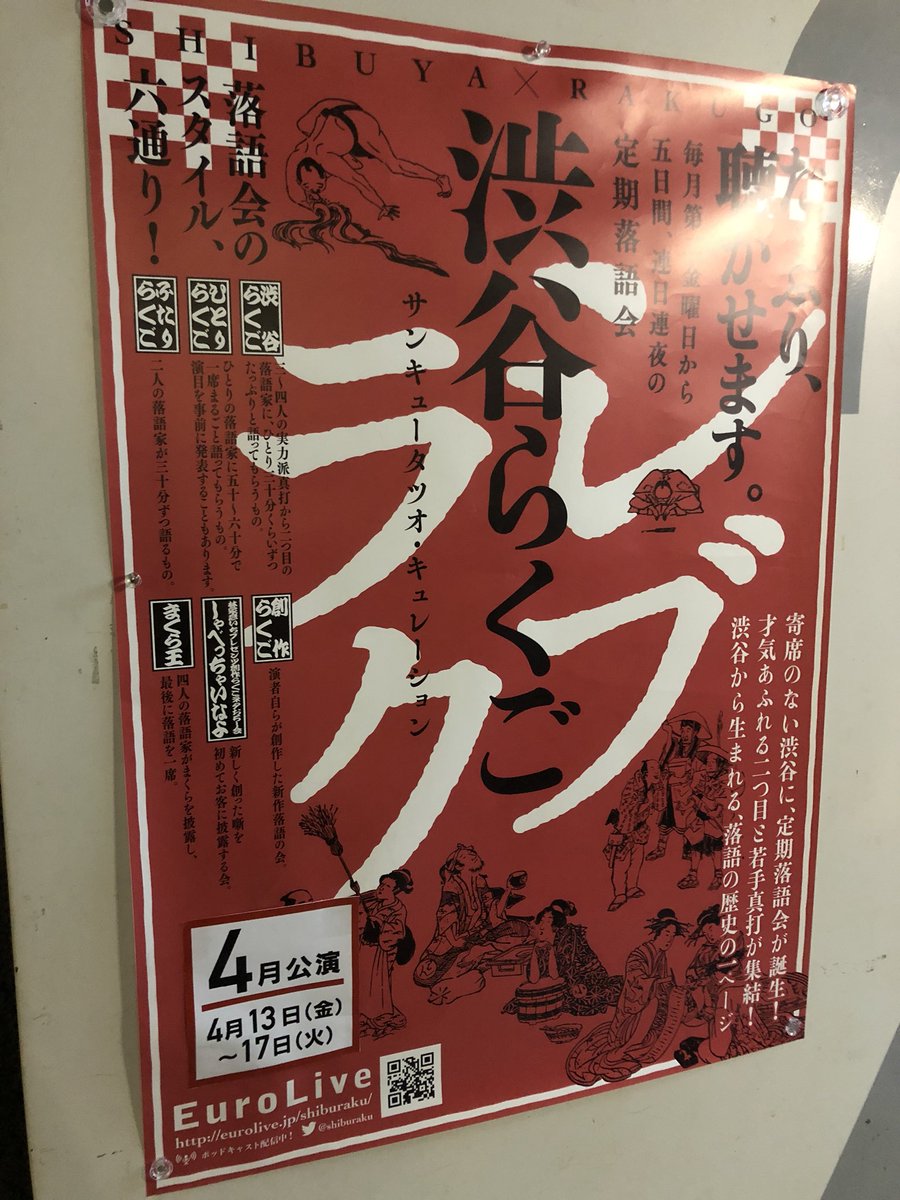 SHIBUYA×RAKUGO
たっぷり、
聴かせます。
毎月第二金曜日から
五日間、連日連夜の
定期落語会
渋谷らくご
サンキュータツオ・キュレーション
シブ
ラク
落語会の
スタイル、
六通り！
渋谷らくご
三～四人の実力派真打から二つ目の
落語家に、ひとり三十分くらいずつ
たっぷりと語ってもらうもの。
ひとりらくご
ひとりの落語家に五十～六十分で
一席まるごと語ってもらうもの。
演目を事前に発表することもあります。
ふたりらくご
二人の落語家が三十分ずつ語るもの。
創作らくご
演者自らが創作した新作落語の会。
しゃべっちゃいなよ
新しく創った噺を
初めてお客に披露する会。
まくら王
四人の落語家がまくらを披露し、
最後に落語を一席。
寄席のない渋谷に、定期落語会が誕生！
才気あふれる二つ目と若手真打が集結！
渋谷から生まれる、落語の歴史の一ページ
4月公演
4月13日(金)
～17日(火)
EuroLive
http://eurolive.jp/shiburaku/
ポッドキャスト配信中！ @shiburaku